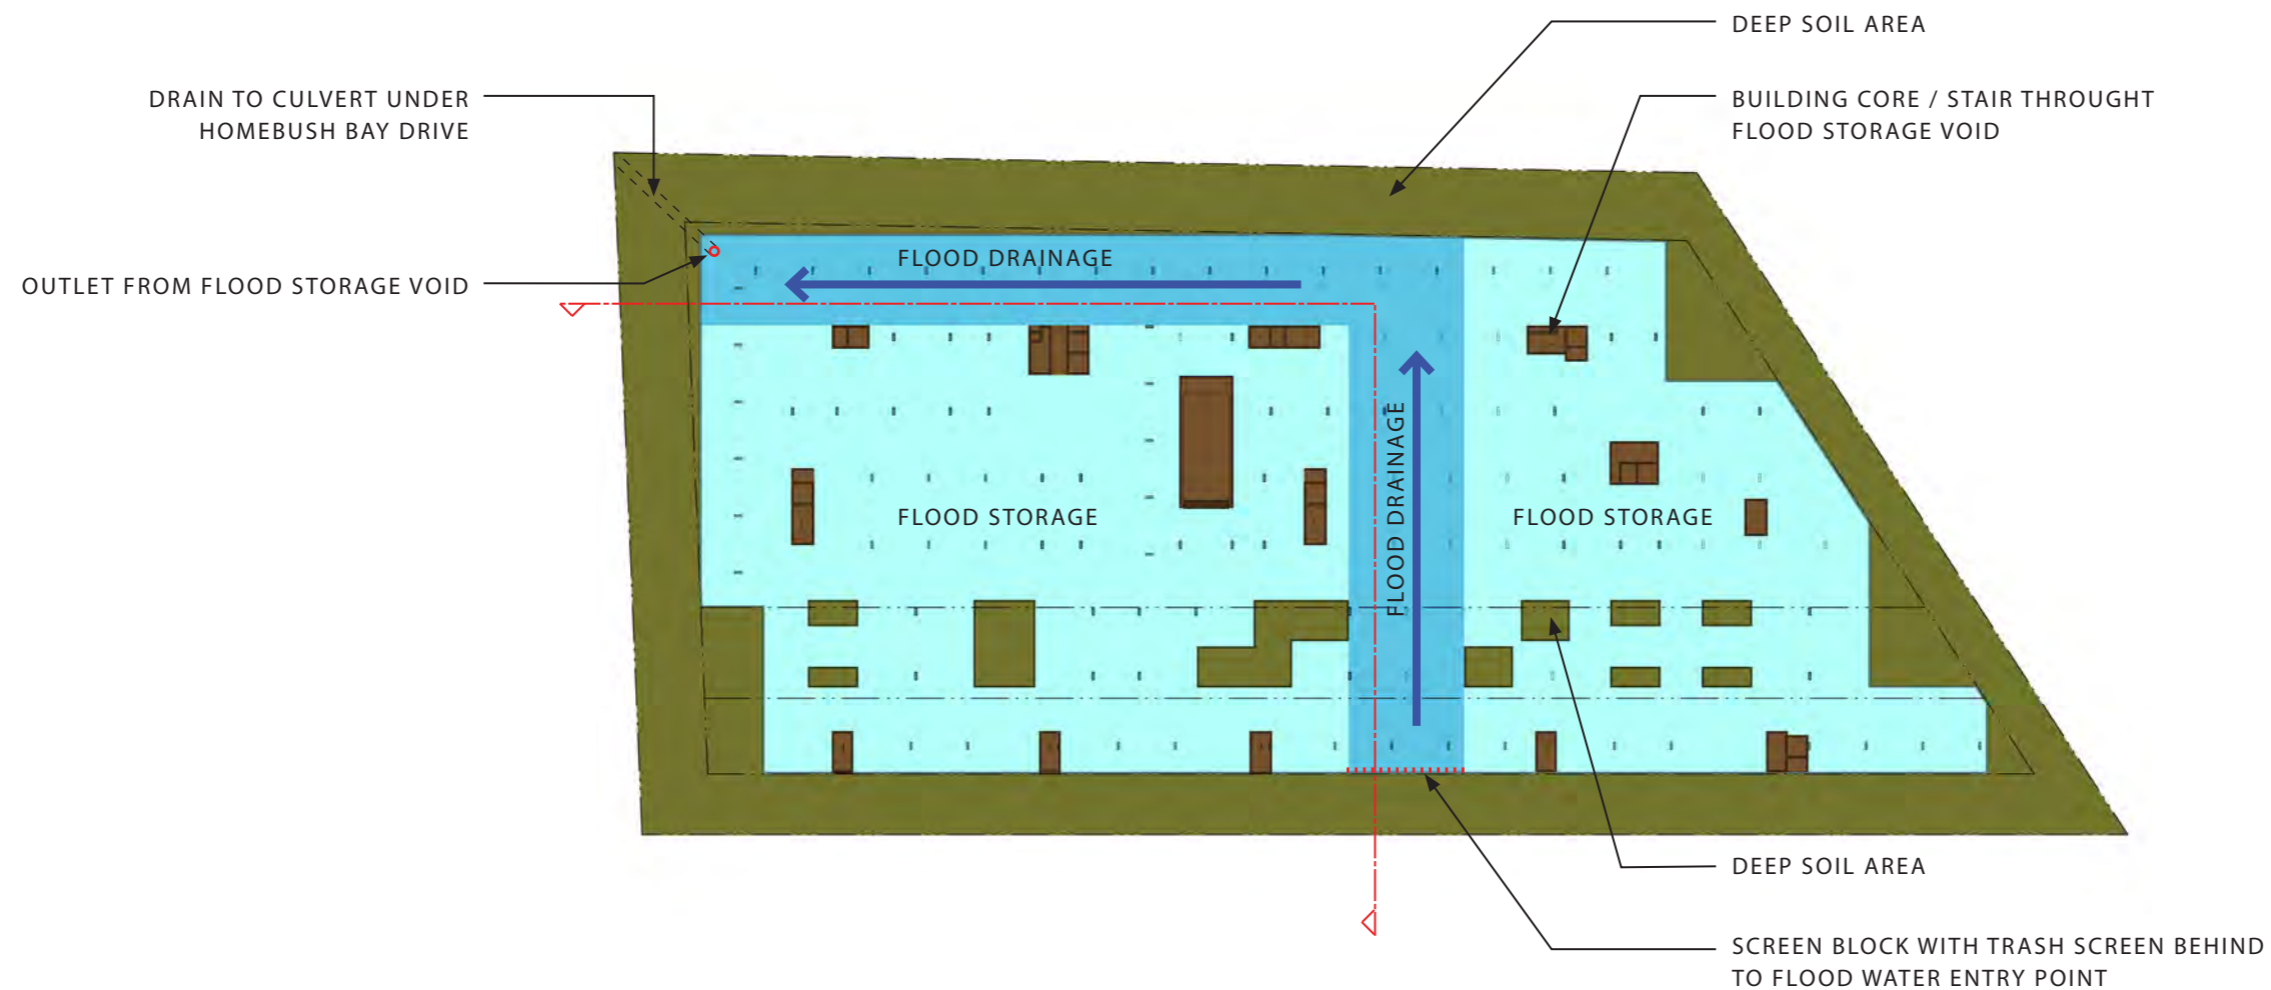 DEEP SOIL AREA
DRAIN TO CULVERT UNDER
HOMEBUSH BAY DRIVE
BUILDING CORE / STAIR THROUGHT
FLOOD STORAGE VOID
FLOOD DRAINAGE
OUTLET FROM FLOOD STORAGE VOID
FLOOD DRAINAGE
FLOOD STORAGE
FLOOD STORAGE
DEEP SOIL AREA
SCREEN BLOCK WITH TRASH SCREEN BEHIND
TO FLOOD WATER ENTRY POINT